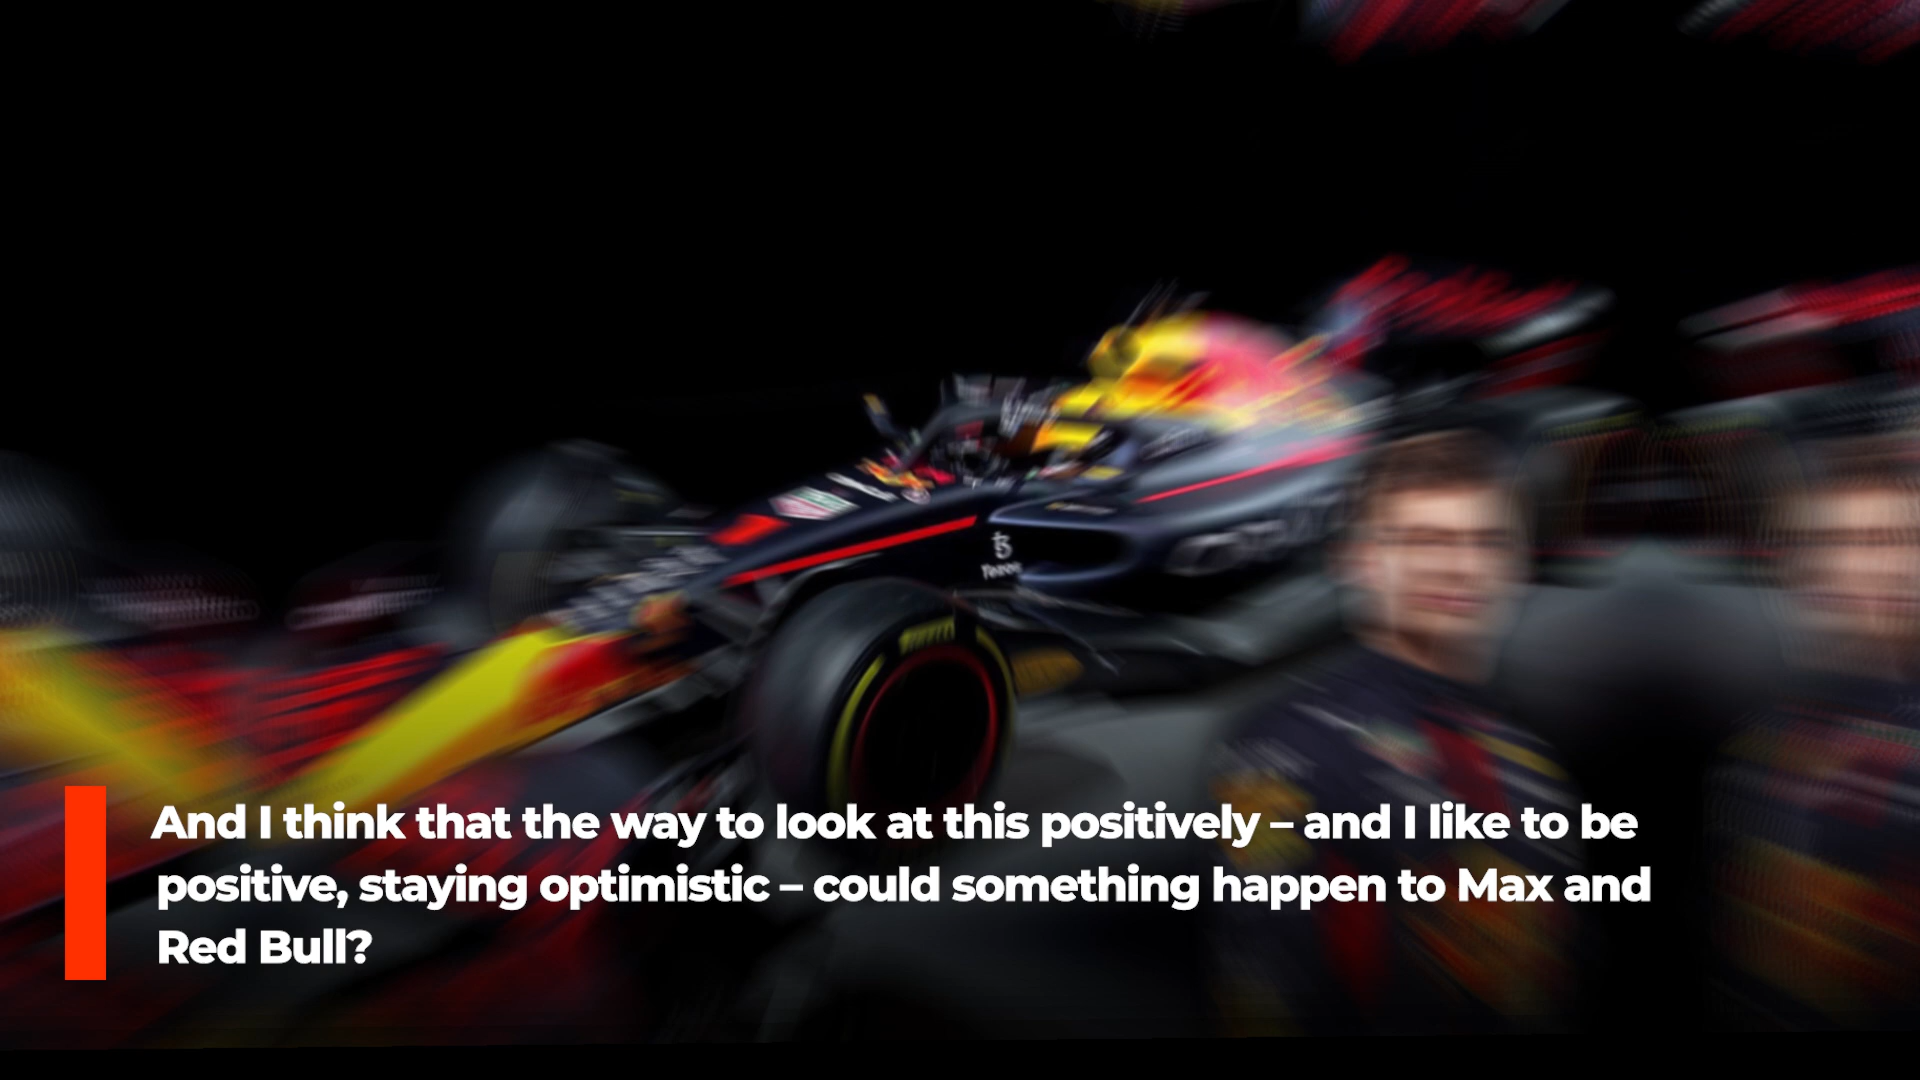 PIRELLI
And I think that the way to look at this positively – and I like to be
positive, staying optimistic – could something happen to Max and
Red Bull?